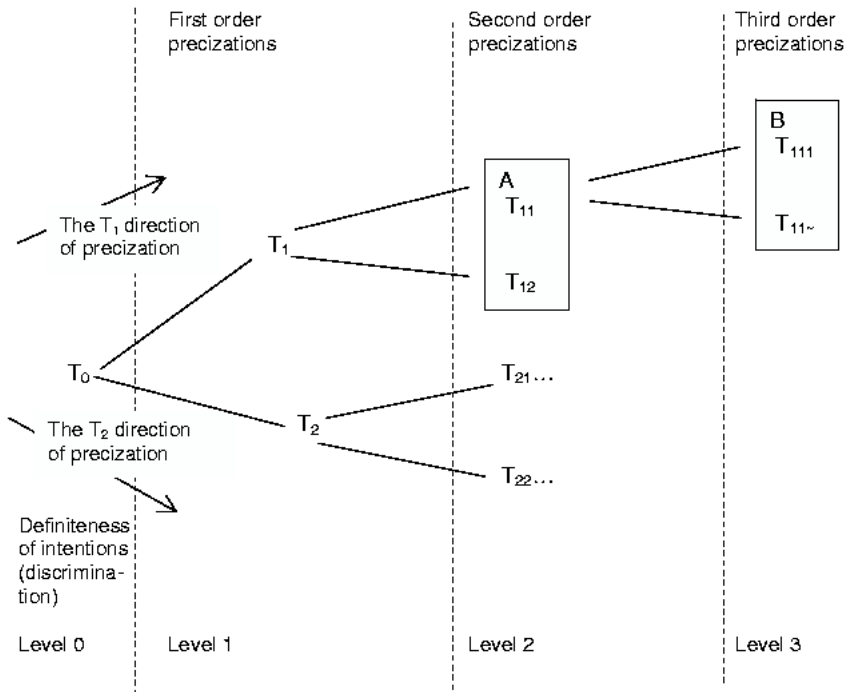 First order
precizations
Second order
precizations
Third order
precizations
The T₁ direction
of precization
T₁
A
T₁₁
T₁₂
B
T₁₁₁
T₁₁~
T₀
The T₂ direction
of precization
T₂
T₂₁...
T₂₂...
Definiteness
of intentions
(discrimina-
tion)
Level 0
Level 1
Level 2
Level 3